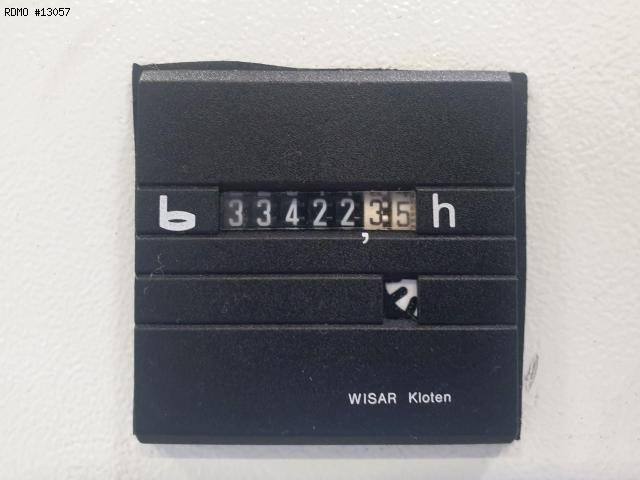 RDMO #13057
33422,35 h
WISAR Kloten